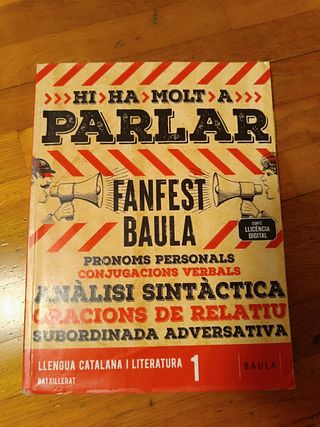 >>> HI > HA > MOLT > A >>>
PARLAR
FANFEST
BAULA
CONTÉ
LLICÈNCIA
DIGITAL
PRONOMS PERSONALS
CONJUGACIONS VERBALS
ANÀLISI SINTÀCTICA
ORACIONS DE RELATIU
SUBORDINADA ADVERSATIVA
LLENGUA CATALANA I LITERATURA 1
BATXILLERAT
BAULA